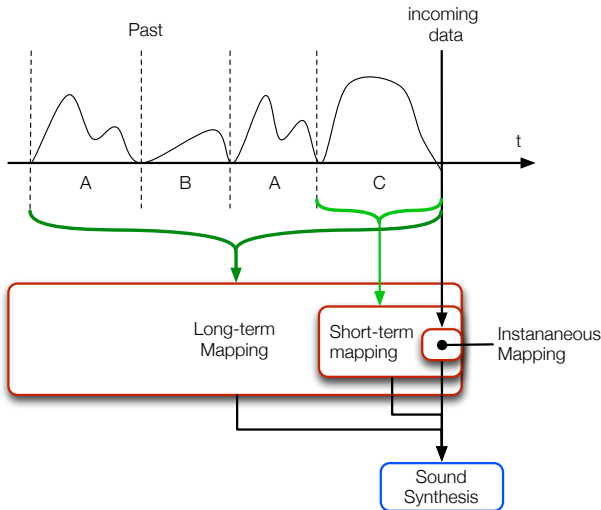 Past
incoming
data
t
A
B
A
C
Long-term
Mapping
Short-term
mapping
Instananeous
Mapping
Sound
Synthesis